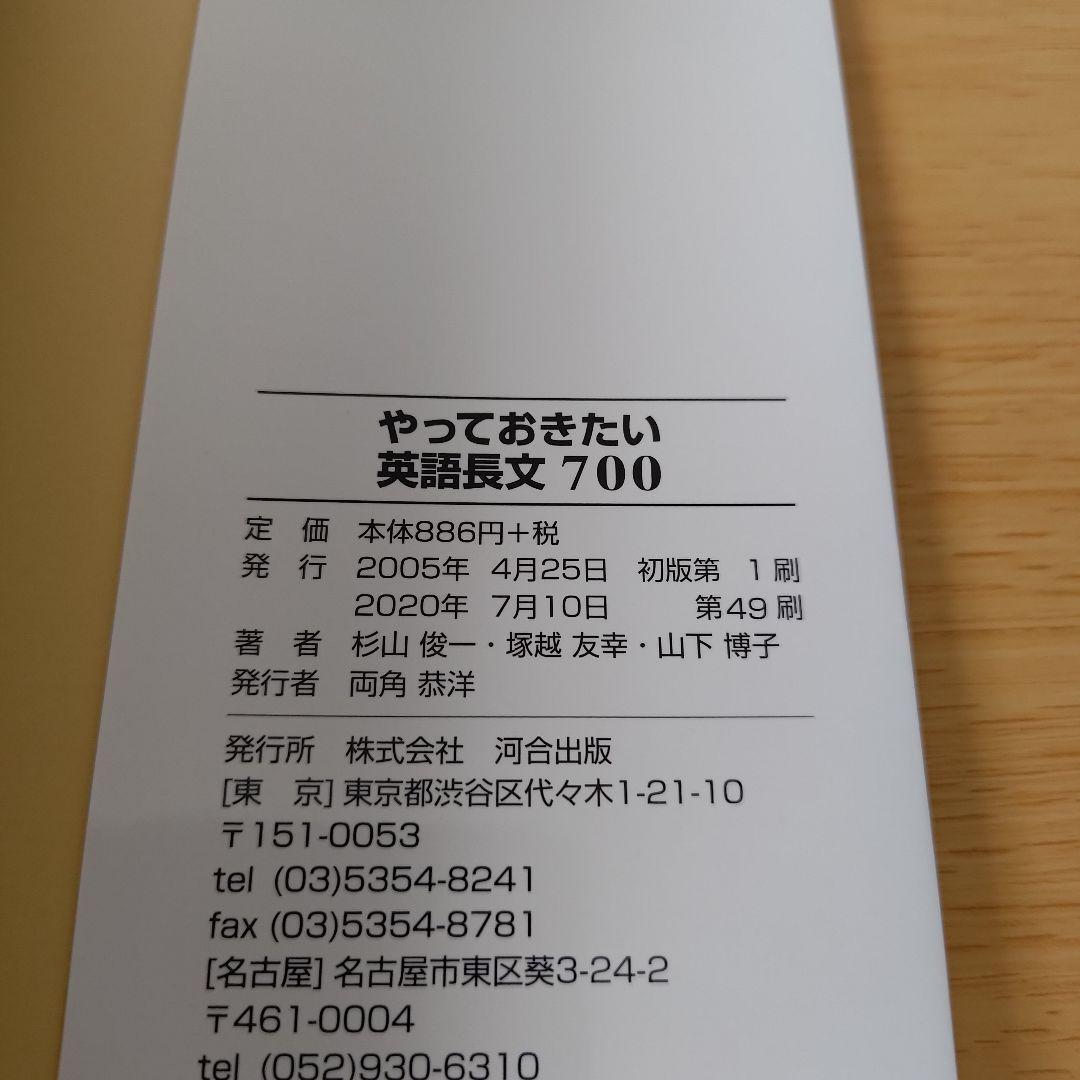 やっておきたい
英語長文 700
定　価　本体886円＋税
発　行　2005年 4月25日　初版第 1 刷
2020年 7月10日　第49刷
著　者　杉山 俊一・塚越 友幸・山下 博子
発行者　両角 恭洋
発行所　株式会社　河合出版
[東　京] 東京都渋谷区代々木1-21-10
〒151-0053
tel (03)5354-8241
fax (03)5354-8781
[名古屋] 名古屋市東区葵3-24-2
〒461-0004
tel (052)930-6310